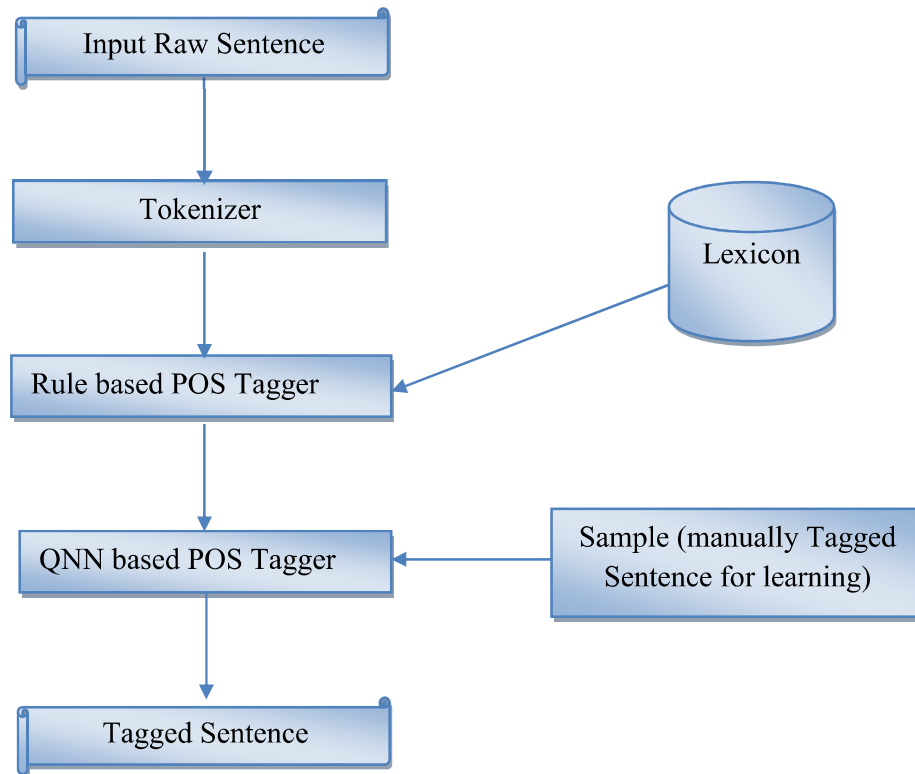 Input Raw Sentence
Tokenizer
Lexicon
Rule based POS Tagger
QNN based POS Tagger
Sample (manually Tagged
Sentence for learning)
Tagged Sentence